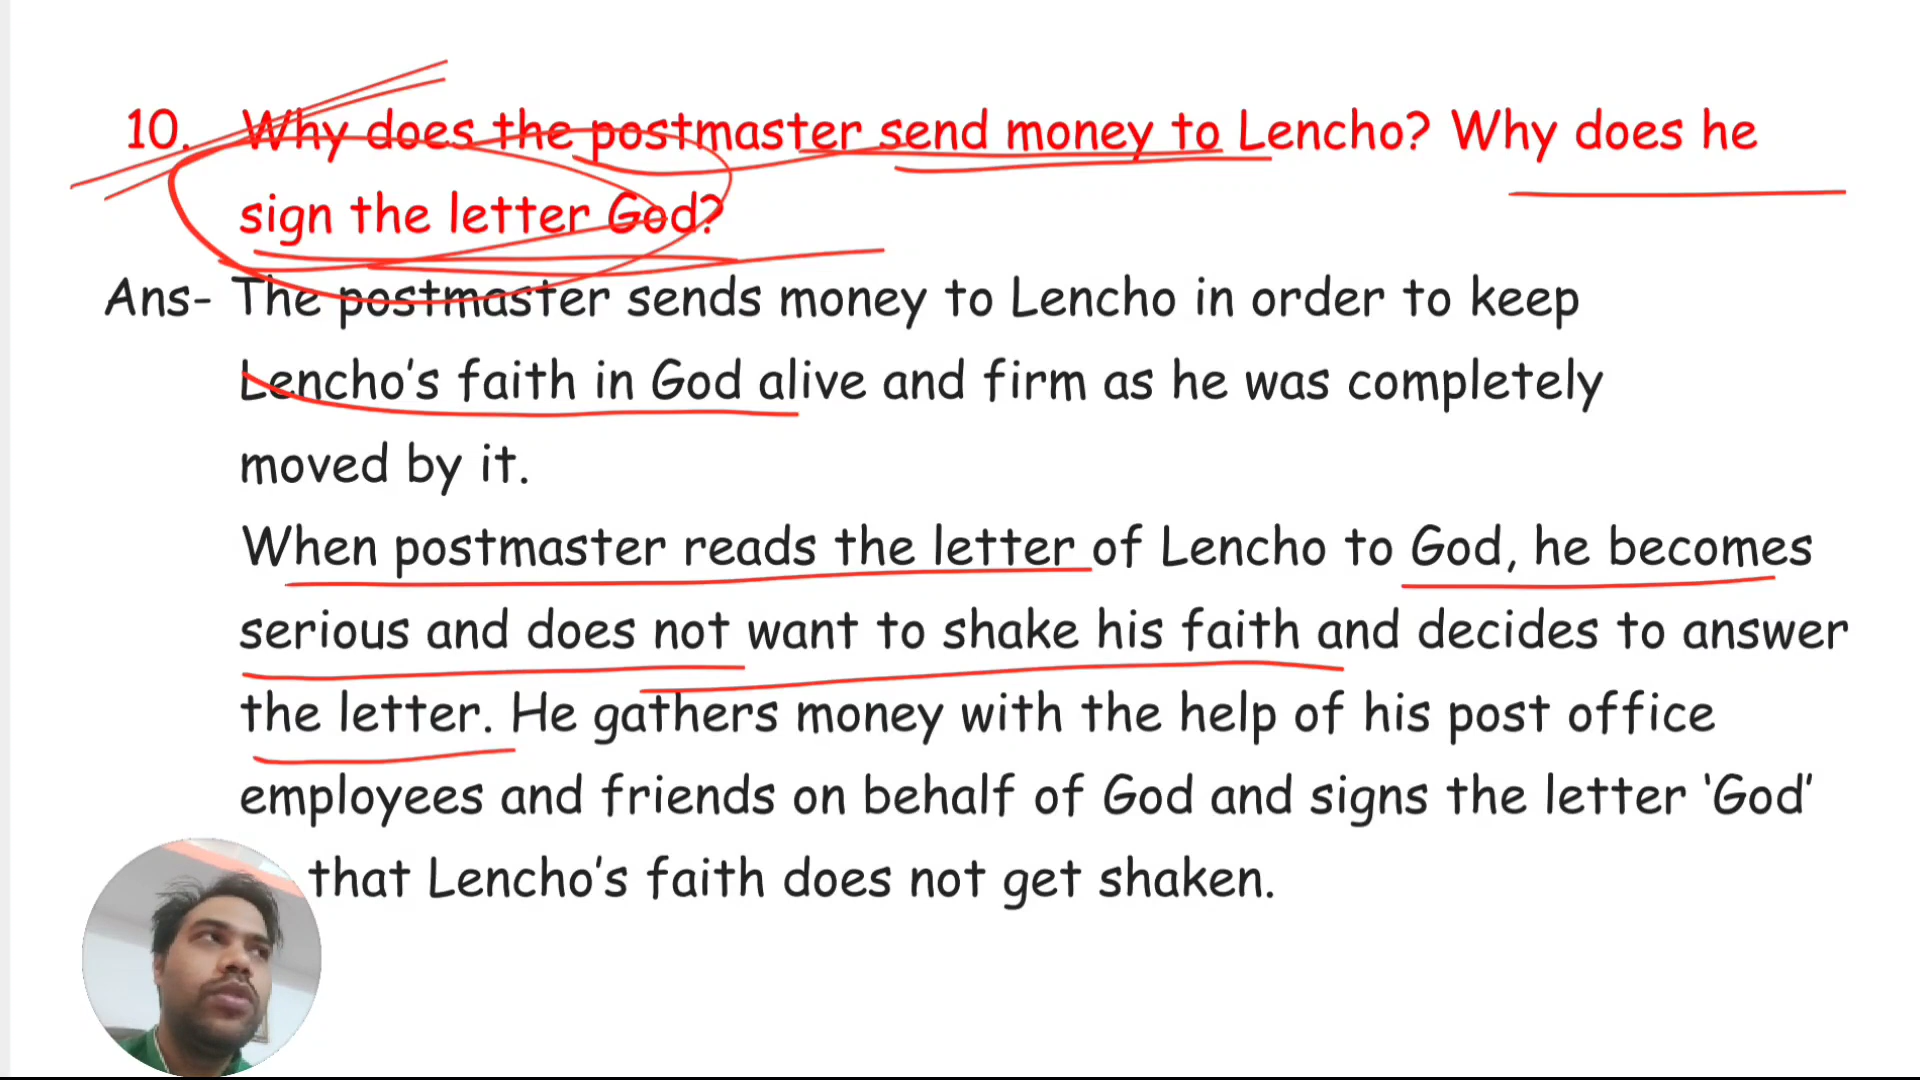 10. Why does the postmaster send money to Lencho? Why does he
sign the letter God?
Ans- The postmaster sends money to Lencho in order to keep
Lencho's faith in God alive and firm as he was completely
moved by it.
When postmaster reads the letter of Lencho to God, he becomes
serious and does not want to shake his faith and decides to answer
the letter. He gathers money with the help of his post office
employees and friends on behalf of God and signs the letter ‘God’
that Lencho's faith does not get shaken.